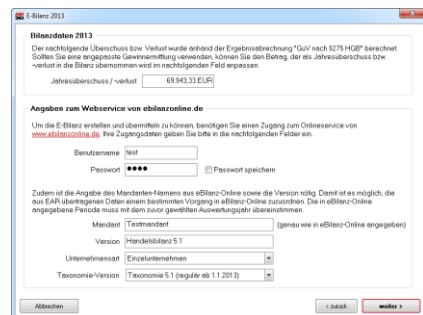 E-Bilanz 2013
Bilanzdaten 2013
Der nachfolgende Überschuss bzw. Verlust wurde anhand der Ergebnisabrechnung "GuV nach §275 HGB" berechnet.
Sollten Sie eine angepasste Gewinnermittlung verwenden, können Sie den Betrag, der als Jahresüberschuss bzw.
-verlust in die Bilanz übernommen wird im nachfolgenden Feld anpassen.
Jahresüberschuss /-verlust 69.943,33 EUR
Angaben zum Webservice von ebilanzonline.de
Um die E-Bilanz erstellen und übermitteln zu können, benötigen Sie einen Zugang zum Onlineservice von
www.ebilanzonline.de. Ihre Zugangsdaten geben Sie bitte in die nachfolgenden Felder ein.
Benutzername test
Passwort ●●●● Passwort speichern
Zudem ist die Angabe des Mandanten-Namens aus eBilanz-Online sowie die Version nötig. Damit ist es möglich, die
aus EAR übertragenen Daten einem bestimmten Vorgang in eBilanz-Online zuzuordnen. Die in eBilanz-Online
angegebene Periode muss mit dem zuvor gewählten Auswertungsjahr übereinstimmen.
Mandant Testmandant (genau wie in eBilanz-Online angegeben)
Version Handelsbilanz 5.1
Unternehmensart Einzelunternehmen
Taxonomie-Version Taxonomie 5.1 (regulär ab 1.1.2013)
Abbrechen < zurück weiter >